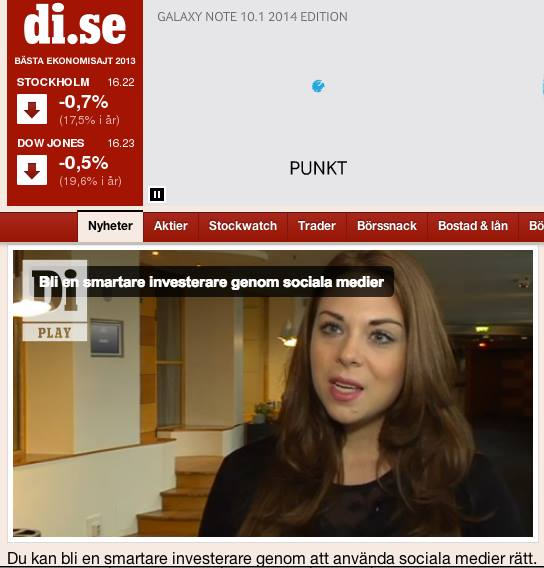 di.se
BÄSTA EKONOMISAJT 2013
STOCKHOLM 16.22
-0,7%
(17,5% i år)
DOW JONES 16.23
-0,5%
(19,6% i år)
GALAXY NOTE 10.1 2014 EDITION
PUNKT
Nyheter Aktier Stockwatch Trader Börssnack Bostad & lån Bö
Di
Bli en smartare investerare genom sociala medier
PLAY
Du kan bli en smartare investerare genom att använda sociala medier rätt.